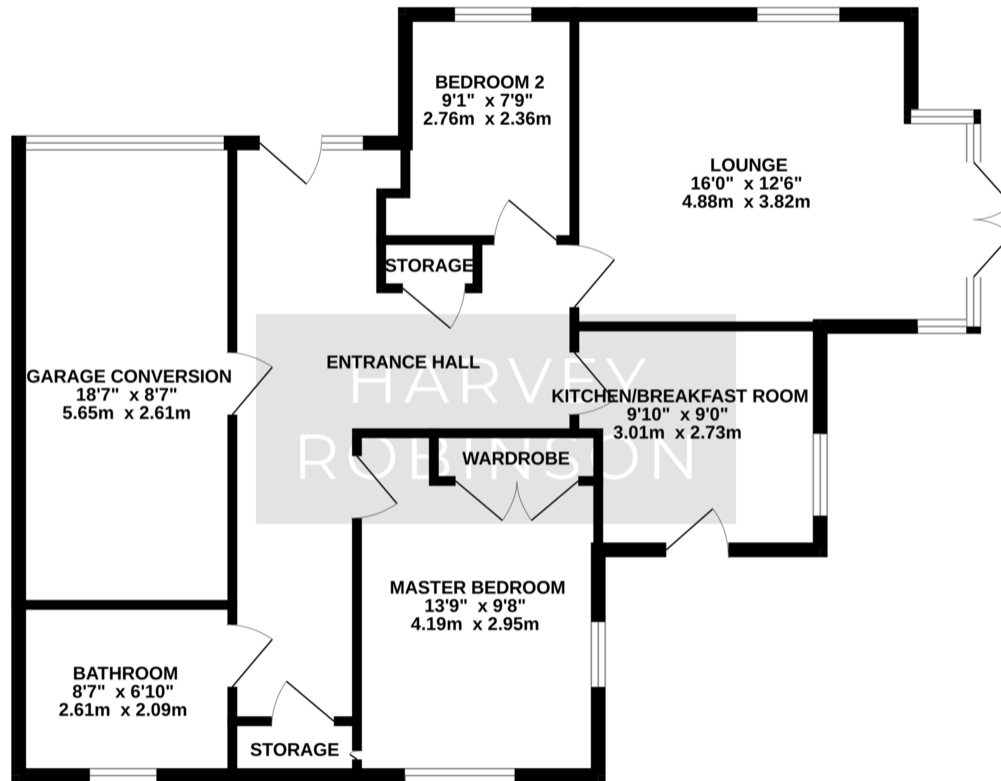 BEDROOM 2
9'1" x 7'9"
2.76m x 2.36m
LOUNGE
16'0" x 12'6"
4.88m x 3.82m
STORAGE
ENTRANCE HALL
GARAGE CONVERSION
18'7" x 8'7"
5.65m x 2.61m
KITCHEN/BREAKFAST ROOM
9'10" x 9'0"
3.01m x 2.73m
HARVEY
ROBINSON
WARDROBE
MASTER BEDROOM
13'9" x 9'8"
4.19m x 2.95m
BATHROOM
8'7" x 6'10"
2.61m x 2.09m
STORAGE